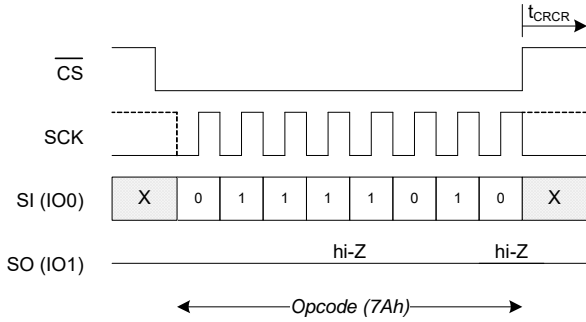 tCRCR
CS
SCK
SI (IO0)
X 0 1 1 1 1 0 1 0 X
hi-Z hi-Z
SO (IO1)
Opcode (7Ah)